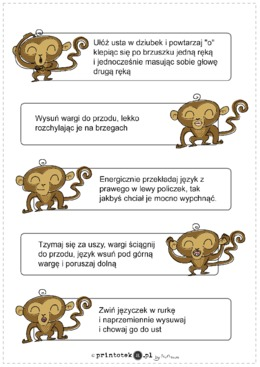 Ułóż usta w dziubek i powtarzaj "o"
klepiąc się po brzuszku jedną ręką
i jednocześnie masując sobie głowę
drugą ręką
Wysuń wargi do przodu, lekko
rozchylając je na brzegach
Energicznie przekładaj język z
prawego w lewy policzek, tak
jakbyś chciał je mocno wypchnąć.
Tzymaj się za uszy, wargi ściągnij
do przodu, język wsuń pod górną
wargę i poruszaj dolną
Zwiń języczek w rurkę
i naprzemiennie wysuwaj
i chowaj go do ust
printotek .pl